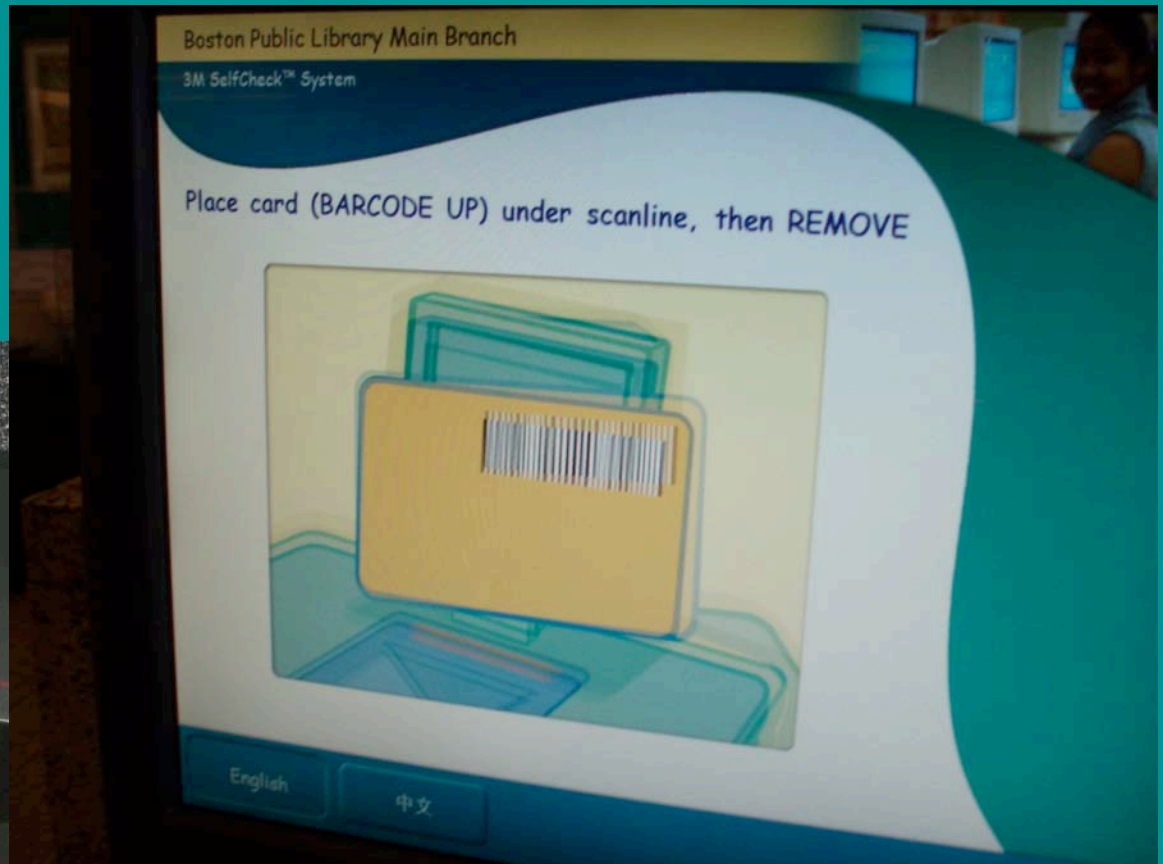 Boston Public Library Main Branch
3M SelfCheck™ System
Place card (BARCODE UP) under scanline, then REMOVE
English
中文